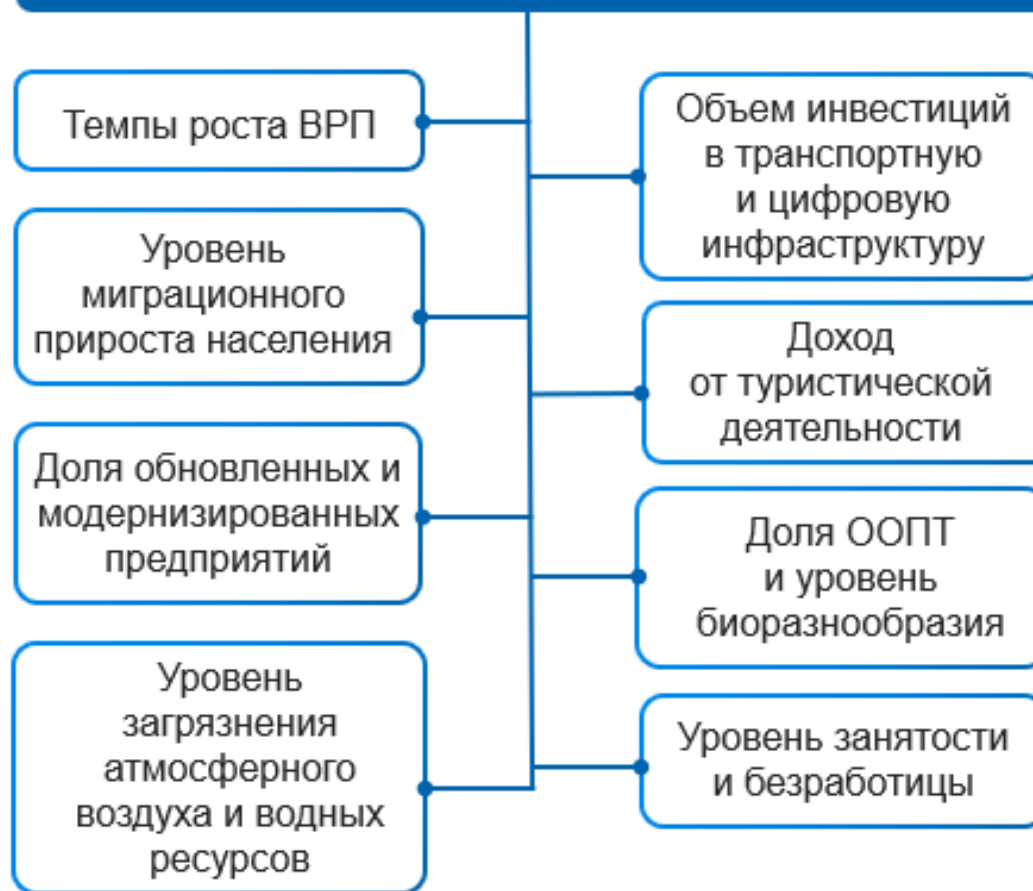 Темпы роста ВРП
Уровень
миграционного
прироста населения
Доля обновленных и
модернизированных
предприятий
Уровень
загрязнения
атмосферного
воздуха и водных
ресурсов
Объем инвестиций
в транспортную
и цифровую
инфраструктуру
Доход
от туристической
деятельности
Доля ООПТ
и уровень
биоразнообразия
Уровень занятости
и безработицы